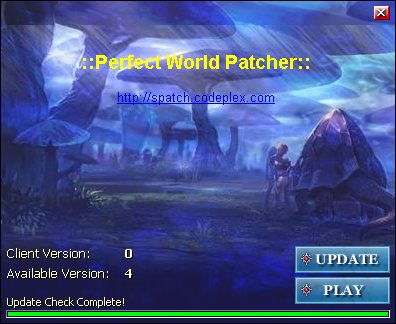 .::Perfect World Patcher::
http://spatch.codeplex.com
Client Version: 0
Available Version: 4
UPDATE
PLAY
Update Check Complete!